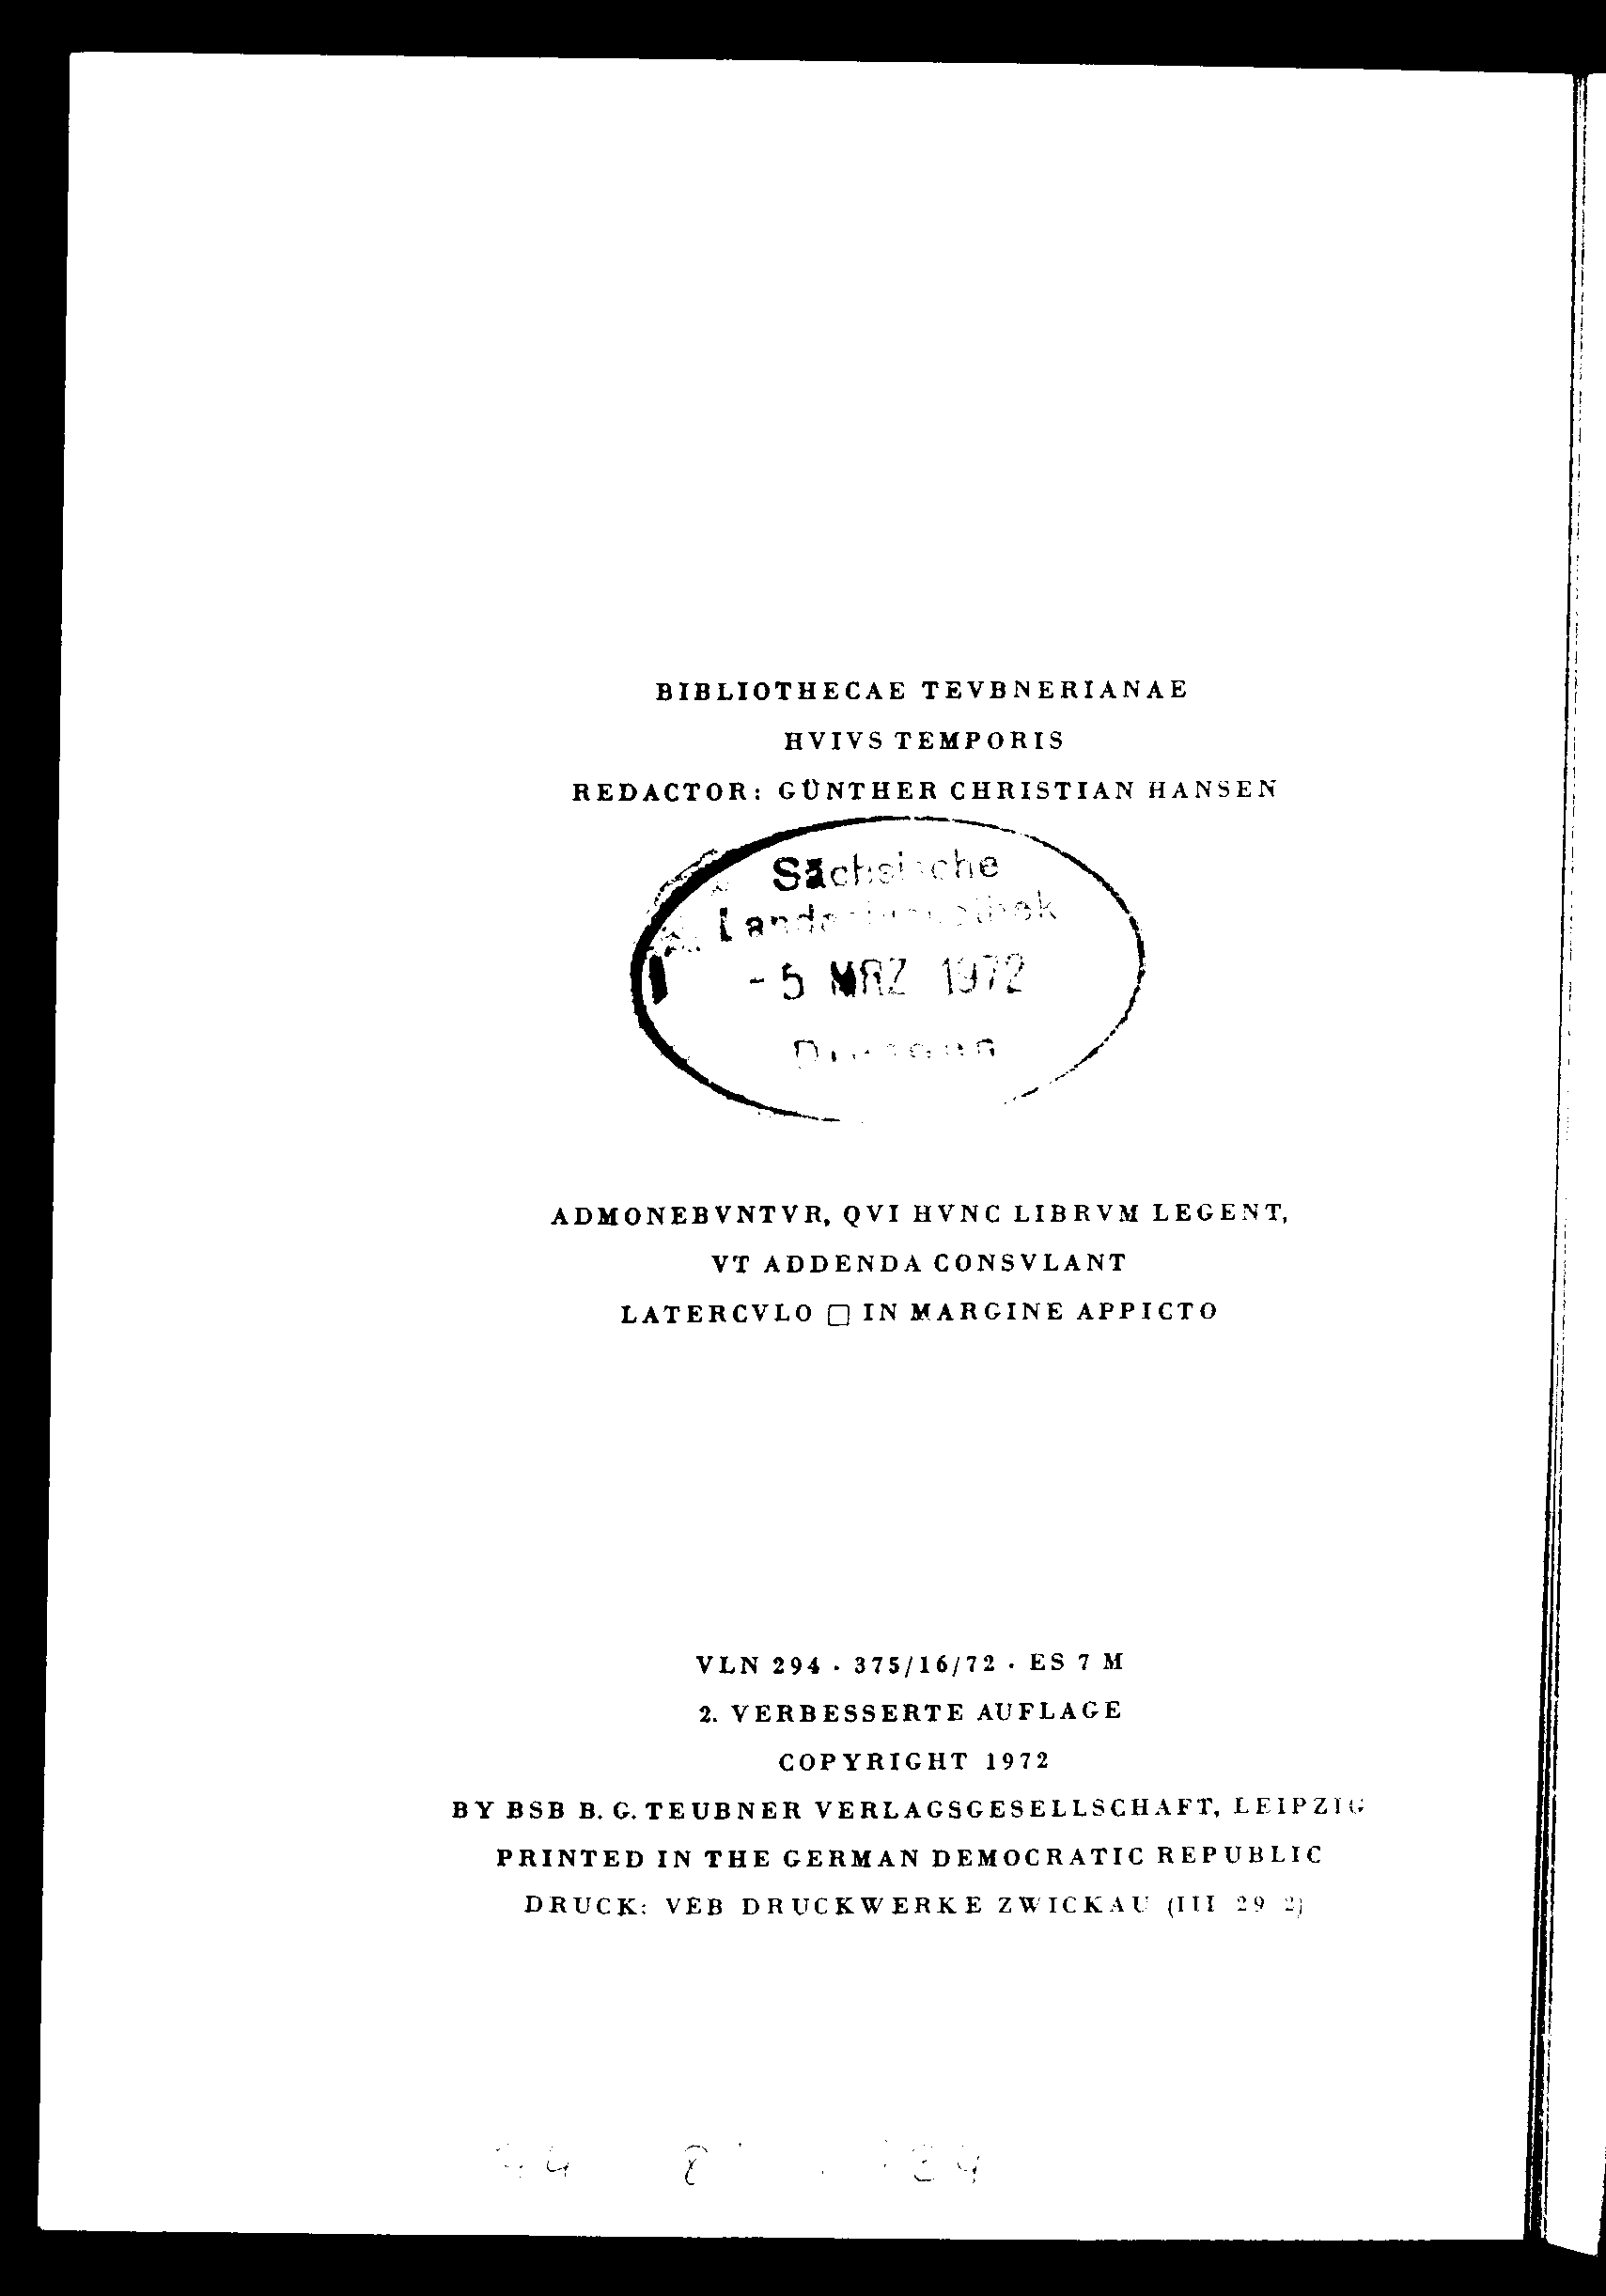 BIBLIOTHECAE TEVBNERIANAE
HVIVS TEMPORIS
REDACTOR: GÜNTHER CHRISTIAN HANSEN
Sächsische
Landesbibliothek
- 5 MRZ 1972
Dresden
ADMONEBVNTVR, QVI HVNC LIBRVM LEGENT,
VT ADDENDA CONSVLANT
LATERCVLO □ IN MARGINE APPICTO
VLN 294 · 375/16/72 · ES 7 M
2. VERBESSERTE AUFLAGE
COPYRIGHT 1972
BY BSB B. G. TEUBNER VERLAGSGESELLSCHAFT, LEIPZIG
PRINTED IN THE GERMAN DEMOCRATIC REPUBLIC
DRUCK: VEB DRUCKWERKE ZWICKAU (III 29 2)